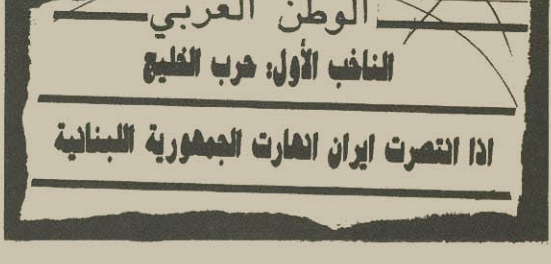 الوطن العربي
الناخب الأول: حرب الخليج
اذا انتصرت ايران انهارت الجمهورية اللبنانية